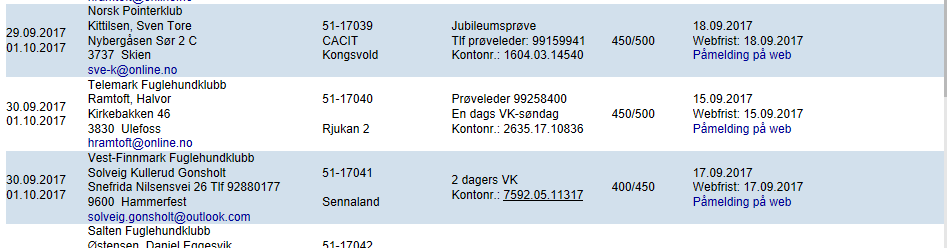 hramtoft@online.no
Norsk Pointerklub
29.09.2017 Kittilsen, Sven Tore 51-17039 Jubileumsprøve 18.09.2017
01.10.2017 Nybergåsen Sør 2 C CACIT Tlf prøveleder: 99159941 450/500 Webfrist: 18.09.2017
3737 Skien Kongsvold Kontonr.: 1604.03.14540 Påmelding på web
sve-k@online.no
Telemark Fuglehundklubb
30.09.2017 Ramtoft, Halvor 51-17040 Prøveleder 99258400 15.09.2017
01.10.2017 Kirkebakken 46 En dags VK-søndag 450/500 Webfrist: 15.09.2017
3830 Ulefoss Rjukan 2 Kontonr.: 2635.17.10836 Påmelding på web
hramtoft@online.no
Vest-Finnmark Fuglehundklubb
30.09.2017 Solveig Kullerud Gonsholt 51-17041 2 dagers VK 17.09.2017
01.10.2017 Snefrida Nilsensvei 26 Tlf 92880177 Kontonr.: 7592.05.11317 400/450 Webfrist: 17.09.2017
9600 Hammerfest Sennaland Påmelding på web
solveig.gonsholt@outlook.com
Salten Fuglehundklubb
Østensen, Daniel Eggesvik 51-17042